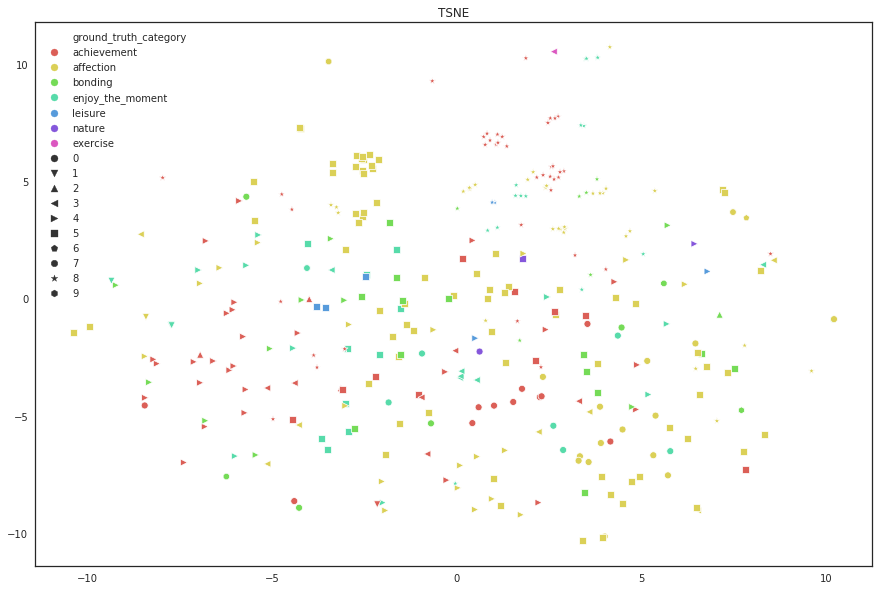 TSNE
ground_truth_category
achievement
affection
bonding
enjoy_the_moment
leisure
nature
exercise
0
1
2
3
4
5
6
7
8
9
10
5
0
−5
−10
−10
−5
0
5
10